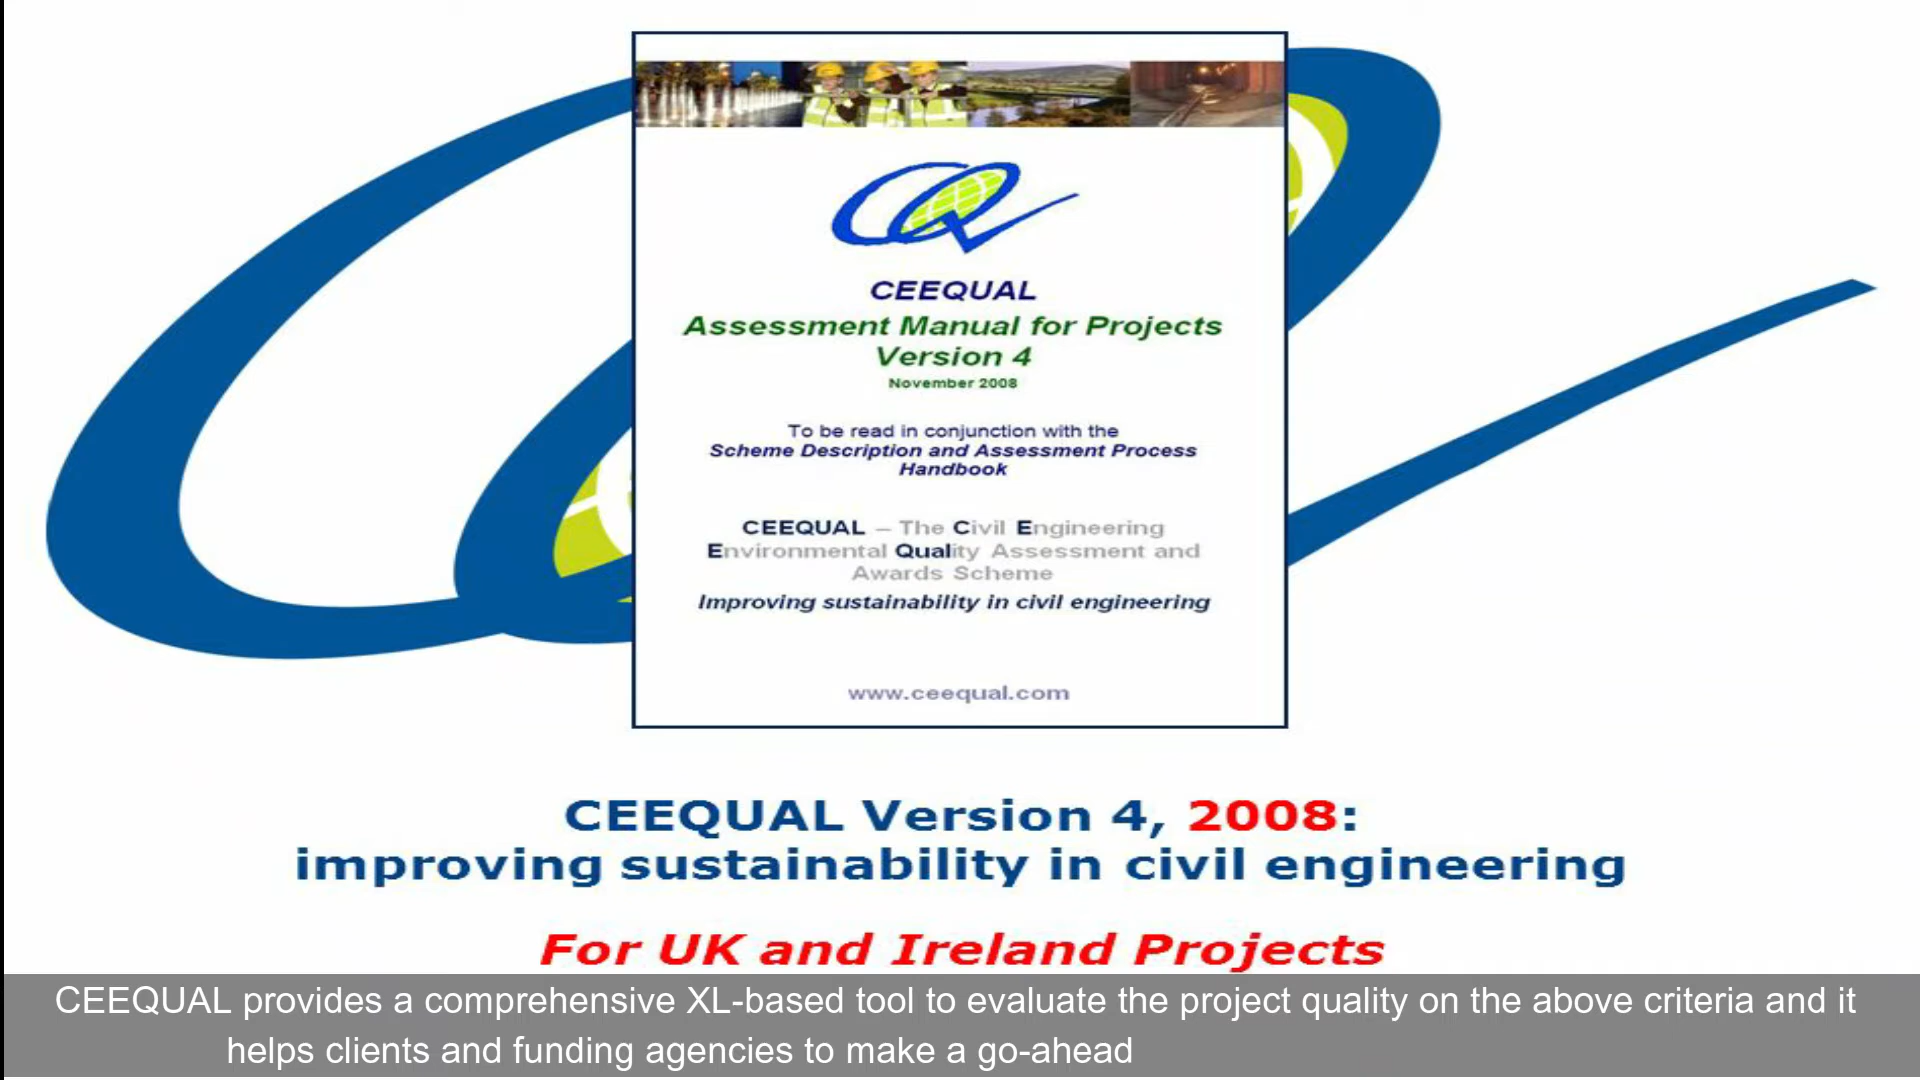 CEEQUAL
Assessment Manual for Projects
Version 4
November 2008
To be read in conjunction with the
Scheme Description and Assessment Process
Handbook
CEEQUAL – The Civil Engineering
Environmental Quality Assessment and
Awards Scheme
Improving sustainability in civil engineering
www.ceequal.com
CEEQUAL Version 4, 2008:
improving sustainability in civil engineering
For UK and Ireland Projects
CEEQUAL provides a comprehensive XL-based tool to evaluate the project quality on the above criteria and it
helps clients and funding agencies to make a go-ahead